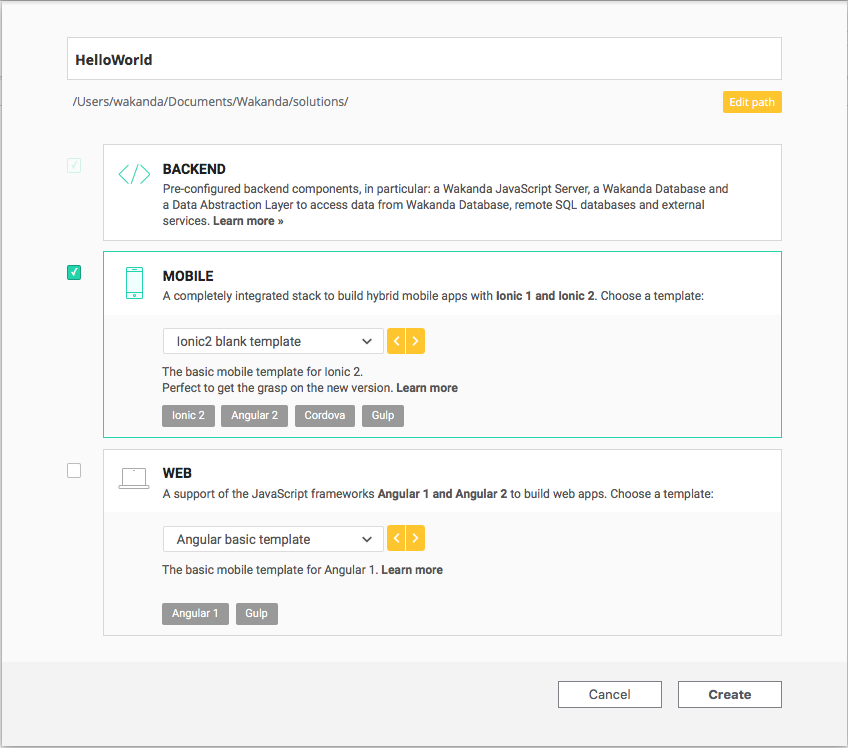 HelloWorld
/Users/wakanda/Documents/Wakanda/solutions/
Edit path
BACKEND
Pre-configured backend components, in particular: a Wakanda JavaScript Server, a Wakanda Database and
a Data Abstraction Layer to access data from Wakanda Database, remote SQL databases and external
services. Learn more »
MOBILE
A completely integrated stack to build hybrid mobile apps with Ionic 1 and Ionic 2. Choose a template:
Ionic2 blank template
The basic mobile template for Ionic 2.
Perfect to get the grasp on the new version. Learn more
Ionic 2 Angular 2 Cordova Gulp
WEB
A support of the JavaScript frameworks Angular 1 and Angular 2 to build web apps. Choose a template:
Angular basic template
The basic mobile template for Angular 1. Learn more
Angular 1 Gulp
Cancel Create